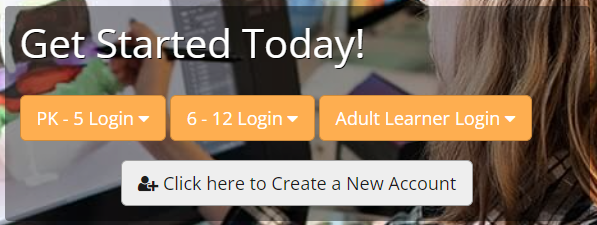 Get Started Today!
PK - 5 Login 6 - 12 Login Adult Learner Login
Click here to Create a New Account